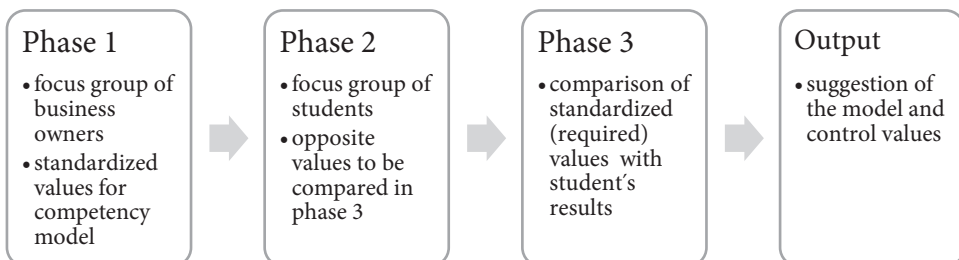 Phase 1
• focus group of
business
owners
• standardized
values for
competency
model
Phase 2
• focus group of
students
• opposite
values to be
compared in
phase 3
Phase 3
• comparison of
standardized
(required)
values with
student´s
results
Output
• suggestion of
the model and
control values